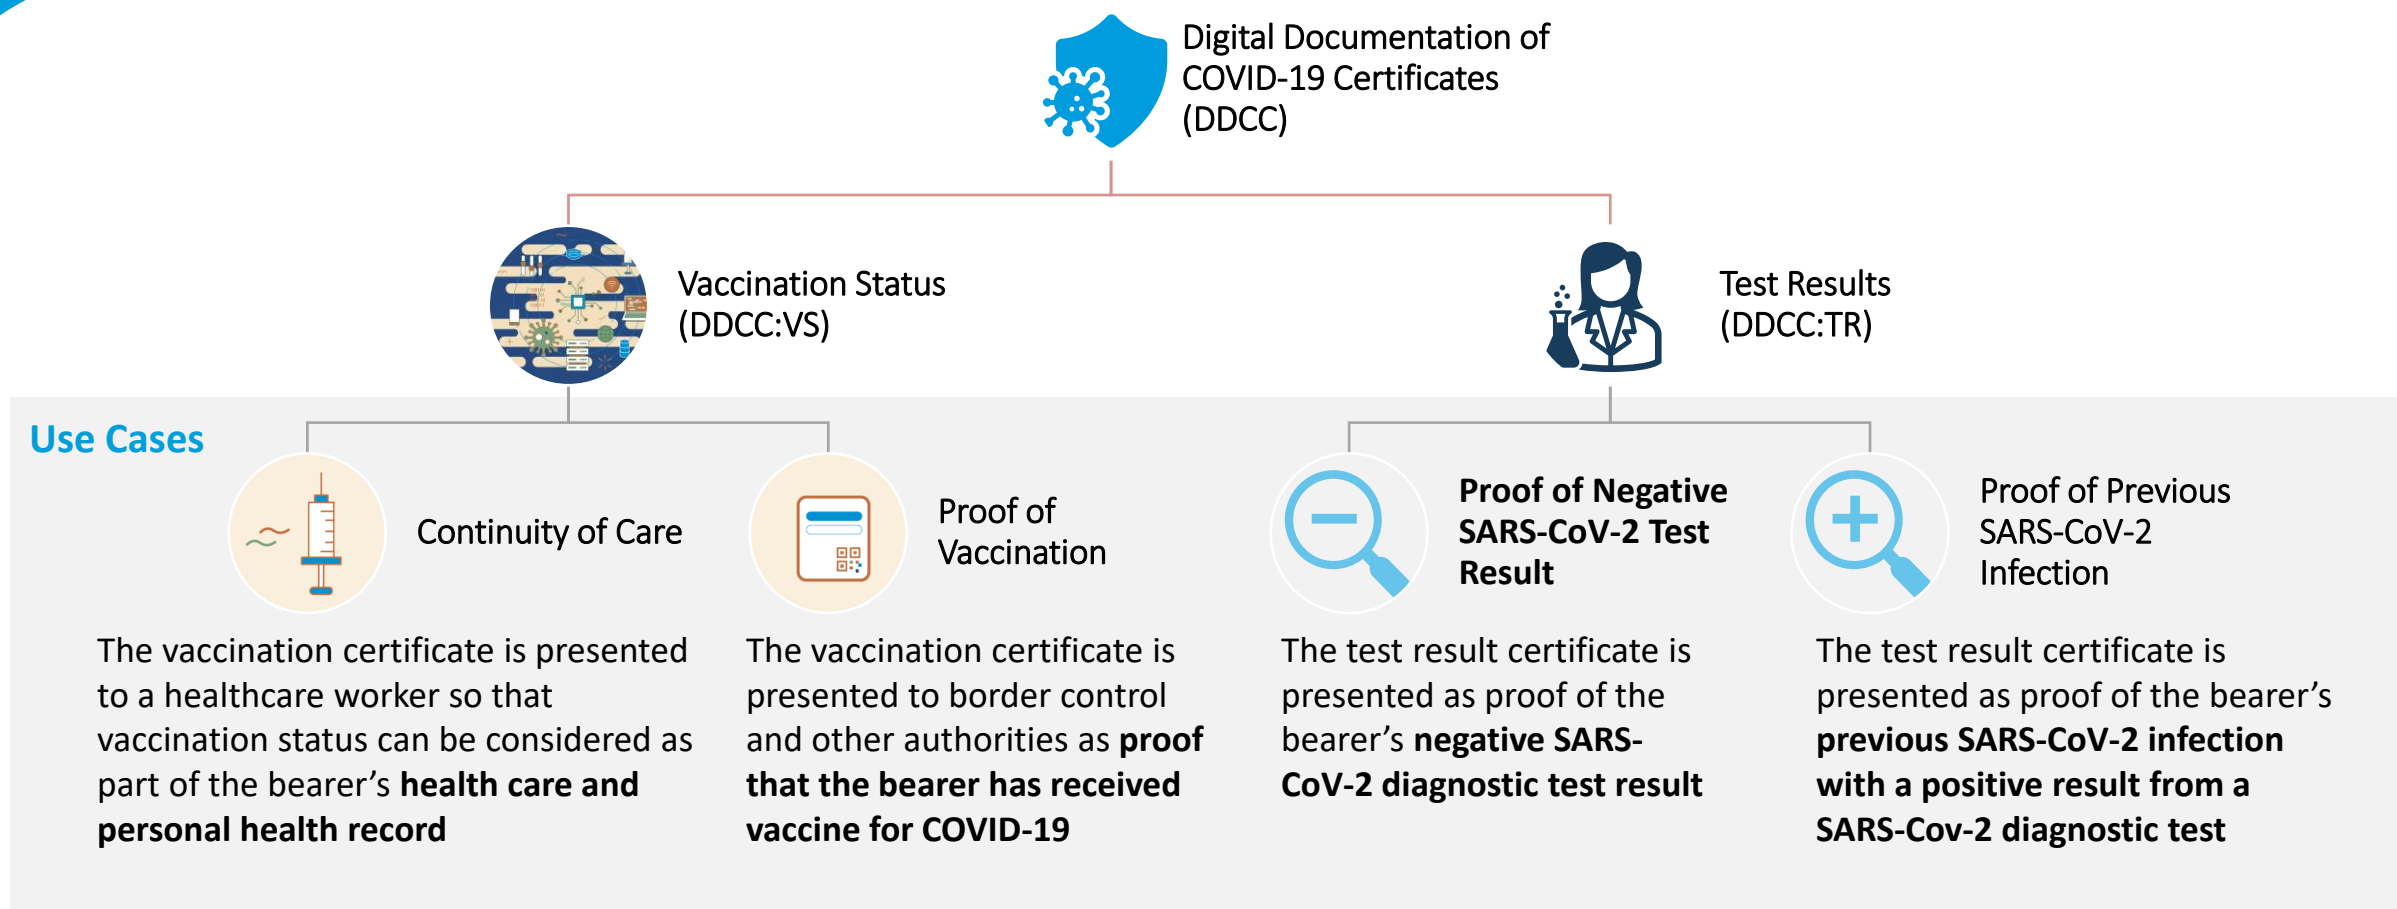 Digital Documentation of
COVID-19 Certificates
(DDCC)
Vaccination Status
(DDCC:VS)
Test Results
(DDCC:TR)
Use Cases
Continuity of Care
Proof of
Vaccination
Proof of Negative
SARS-CoV-2 Test
Result
Proof of Previous
SARS-CoV-2
Infection
The vaccination certificate is presented
to a healthcare worker so that
vaccination status can be considered as
part of the bearer’s health care and
personal health record
The vaccination certificate is
presented to border control
and other authorities as proof
that the bearer has received
vaccine for COVID-19
The test result certificate is
presented as proof of the
bearer’s negative SARS-
CoV-2 diagnostic test result
The test result certificate is
presented as proof of the bearer’s
previous SARS-CoV-2 infection
with a positive result from a
SARS-Cov-2 diagnostic test